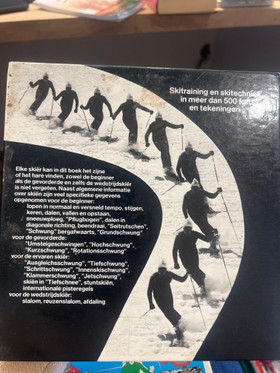 Skitraining en skitechniek
in meer dan 500 foto's
en tekeningen
Elke skiër kan in dit boek het zijne
of het hare vinden, zowel de beginner
als de gevorderde en zelfs de wedstrijdskiër
is niet vergeten. Naast algemene informatie
over skiën zijn veel specifieke gegevens
opgenomen voor de beginner:
lopen in normaal en versneld tempo, stijgen,
keren, dalen, vallen en opstaan,
sneeuwploeg, "Pflugbogen", dalen in
diagonale richting, beendraai, "Seitrutschen",
"Schwung" bergafwaarts, "Grundschwung"
voor de gevorderde:
"Umsteigeschwingen", "Hochschwung",
"Kurzschwung", "Rotationsschwung"
voor de ervaren skiër:
"Ausgleichsschwung", "Tiefschwung",
"Schrittschwung", "Innenskischwung",
"Klammerschwung", "Jetschwung",
skiën in "Tiefschnee", stuntskiën,
internationale pisteregels
voor de wedstrijdskiër:
slalom, reuzenslalom, afdaling